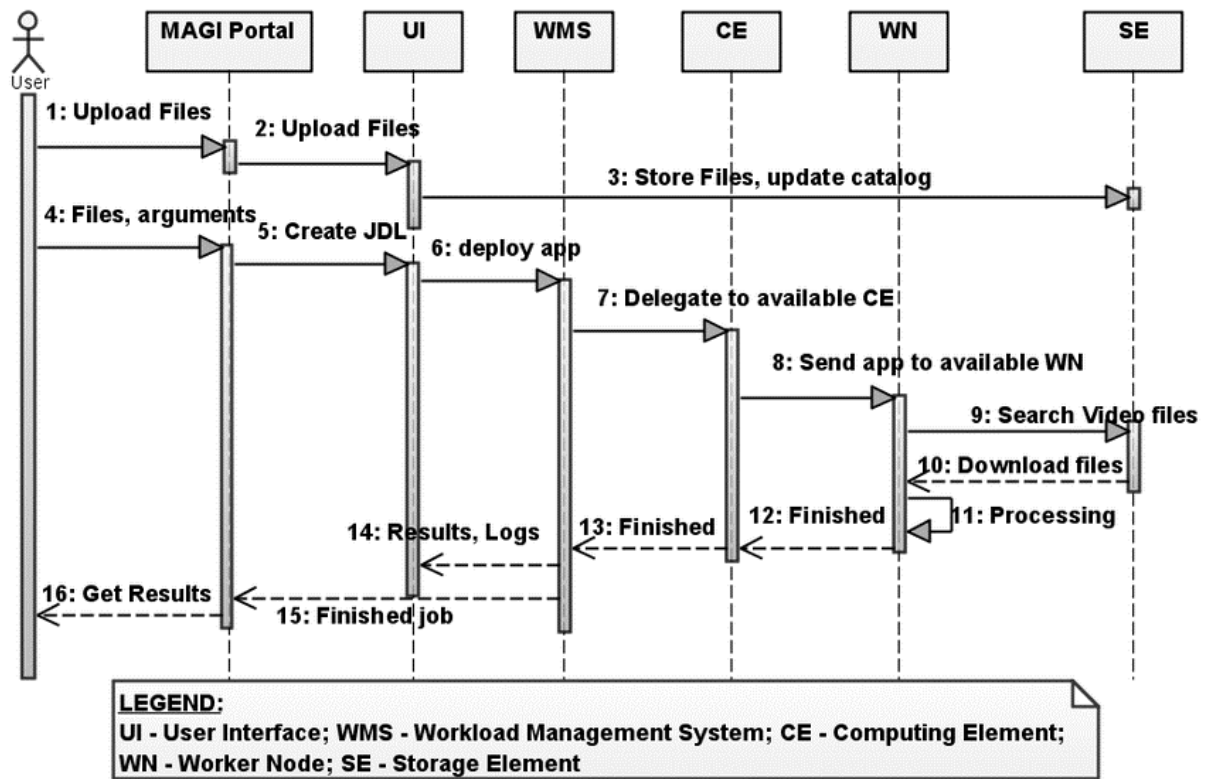 MAGI Portal
UI
WMS
CE
WN
SE
User
1: Upload Files
2: Upload Files
3: Store Files, update catalog
4: Files, arguments
5: Create JDL
6: deploy app
7: Delegate to available CE
8: Send app to available WN
9: Search Video files
10: Download files
11: Processing
12: Finished
13: Finished
14: Results, Logs
15: Finished job
16: Get Results
LEGEND:
UI - User Interface; WMS - Workload Management System; CE - Computing Element;
WN - Worker Node; SE - Storage Element